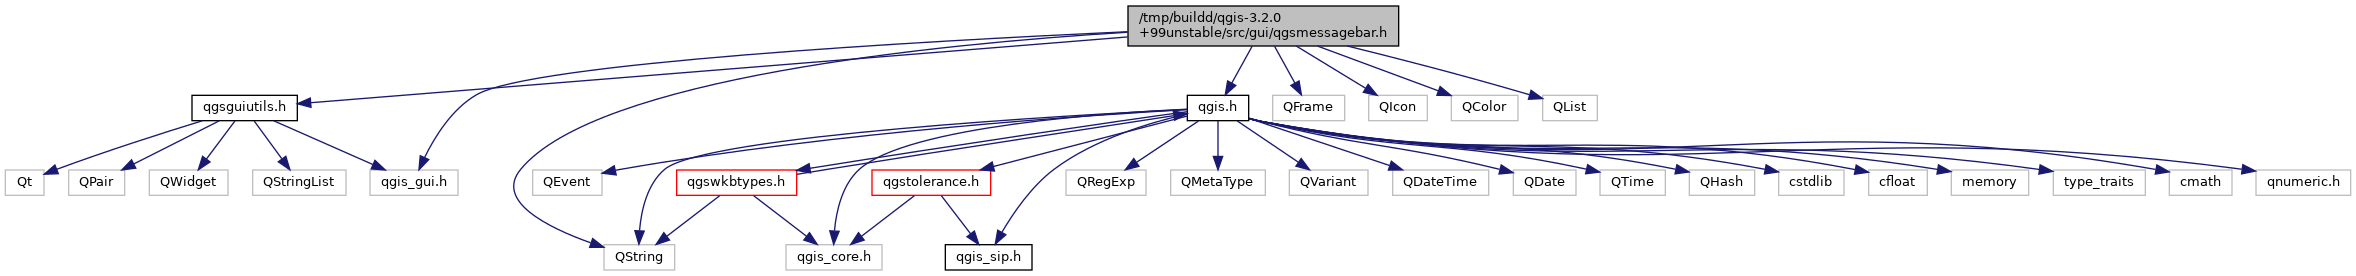 /tmp/buildd/qgis-3.2.0
+99unstable/src/gui/qgsmessagebar.h
qgsguiutils.h
qgis.h
QFrame
QIcon
QColor
QList
Qt
QPair
QWidget
QStringList
qgis_gui.h
QEvent
qgswkbtypes.h
qgstolerance.h
QRegExp
QMetaType
QVariant
QDateTime
QDate
QTime
QHash
cstdlib
cfloat
memory
type_traits
cmath
qnumeric.h
QString
qgis_core.h
qgis_sip.h